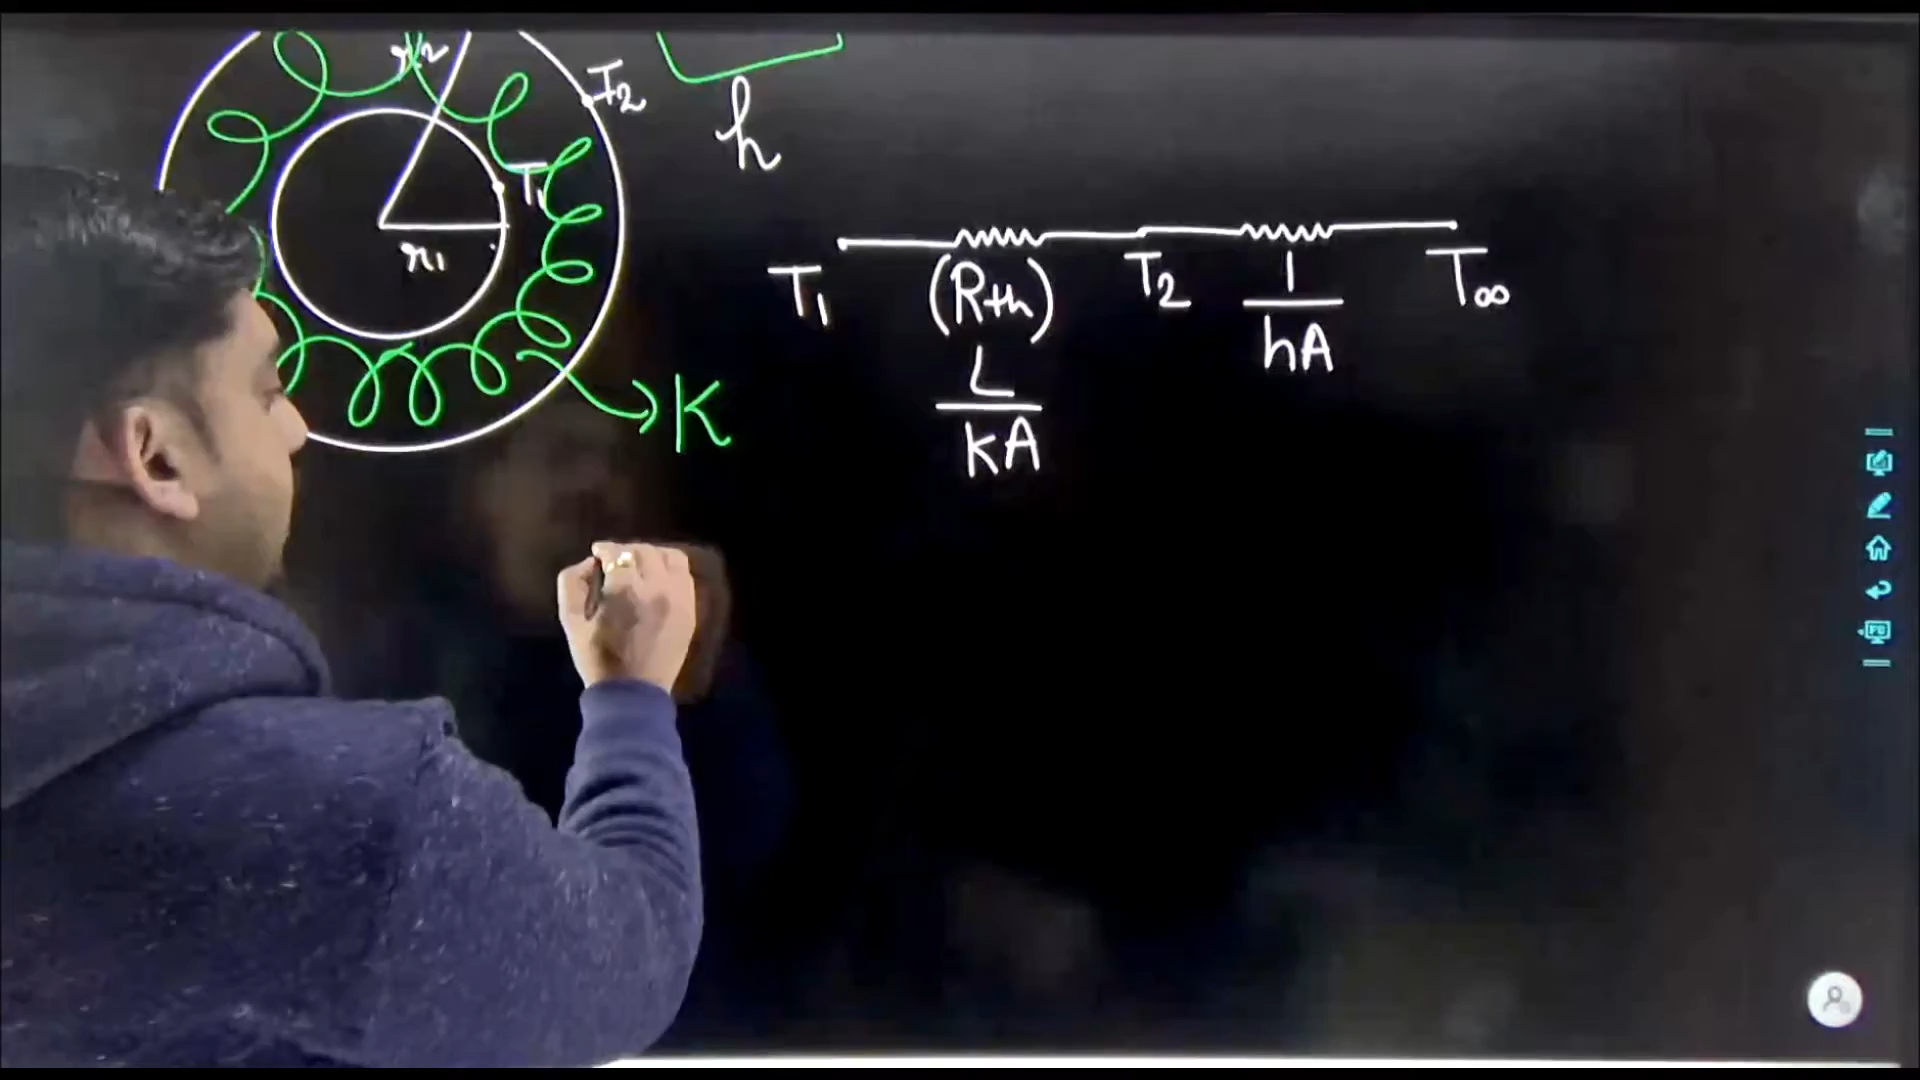 r2
T2
h
T1
r1
K
T1 (Rth) T2 1/hA T∞
L/kA